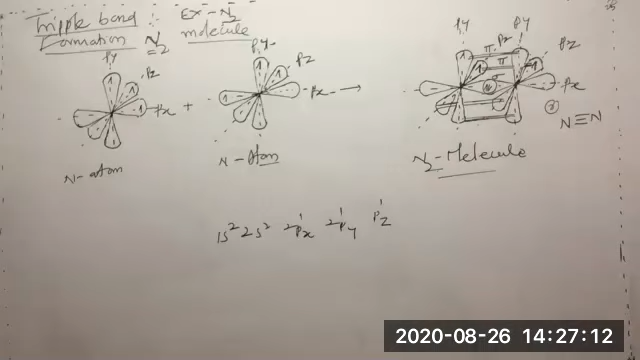 Tripple bond : Ex - N2
Formation N2 molecule
Py Pz Px
N-atom
+
Py Pz Px
N-Atom
Py Py Pz Pz Px
π π σ
N≡N
N2-Molecule
1s² 2s² 2Px¹ 2Py¹ Pz¹
2020-08-26 14:27:12